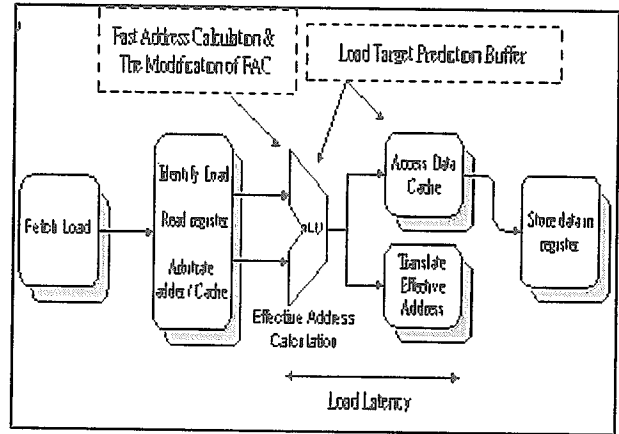 Fast Address Calculation &
The Modification of FAC
Load Target Prediction Buffer
Fetch Load
Identify Load
Read register
Arbitrate
adder / Cache
ALU
Effective Address
Calculation
Access Data
Cache
Translate
Effective
Address
Store data in
register
Load Latency